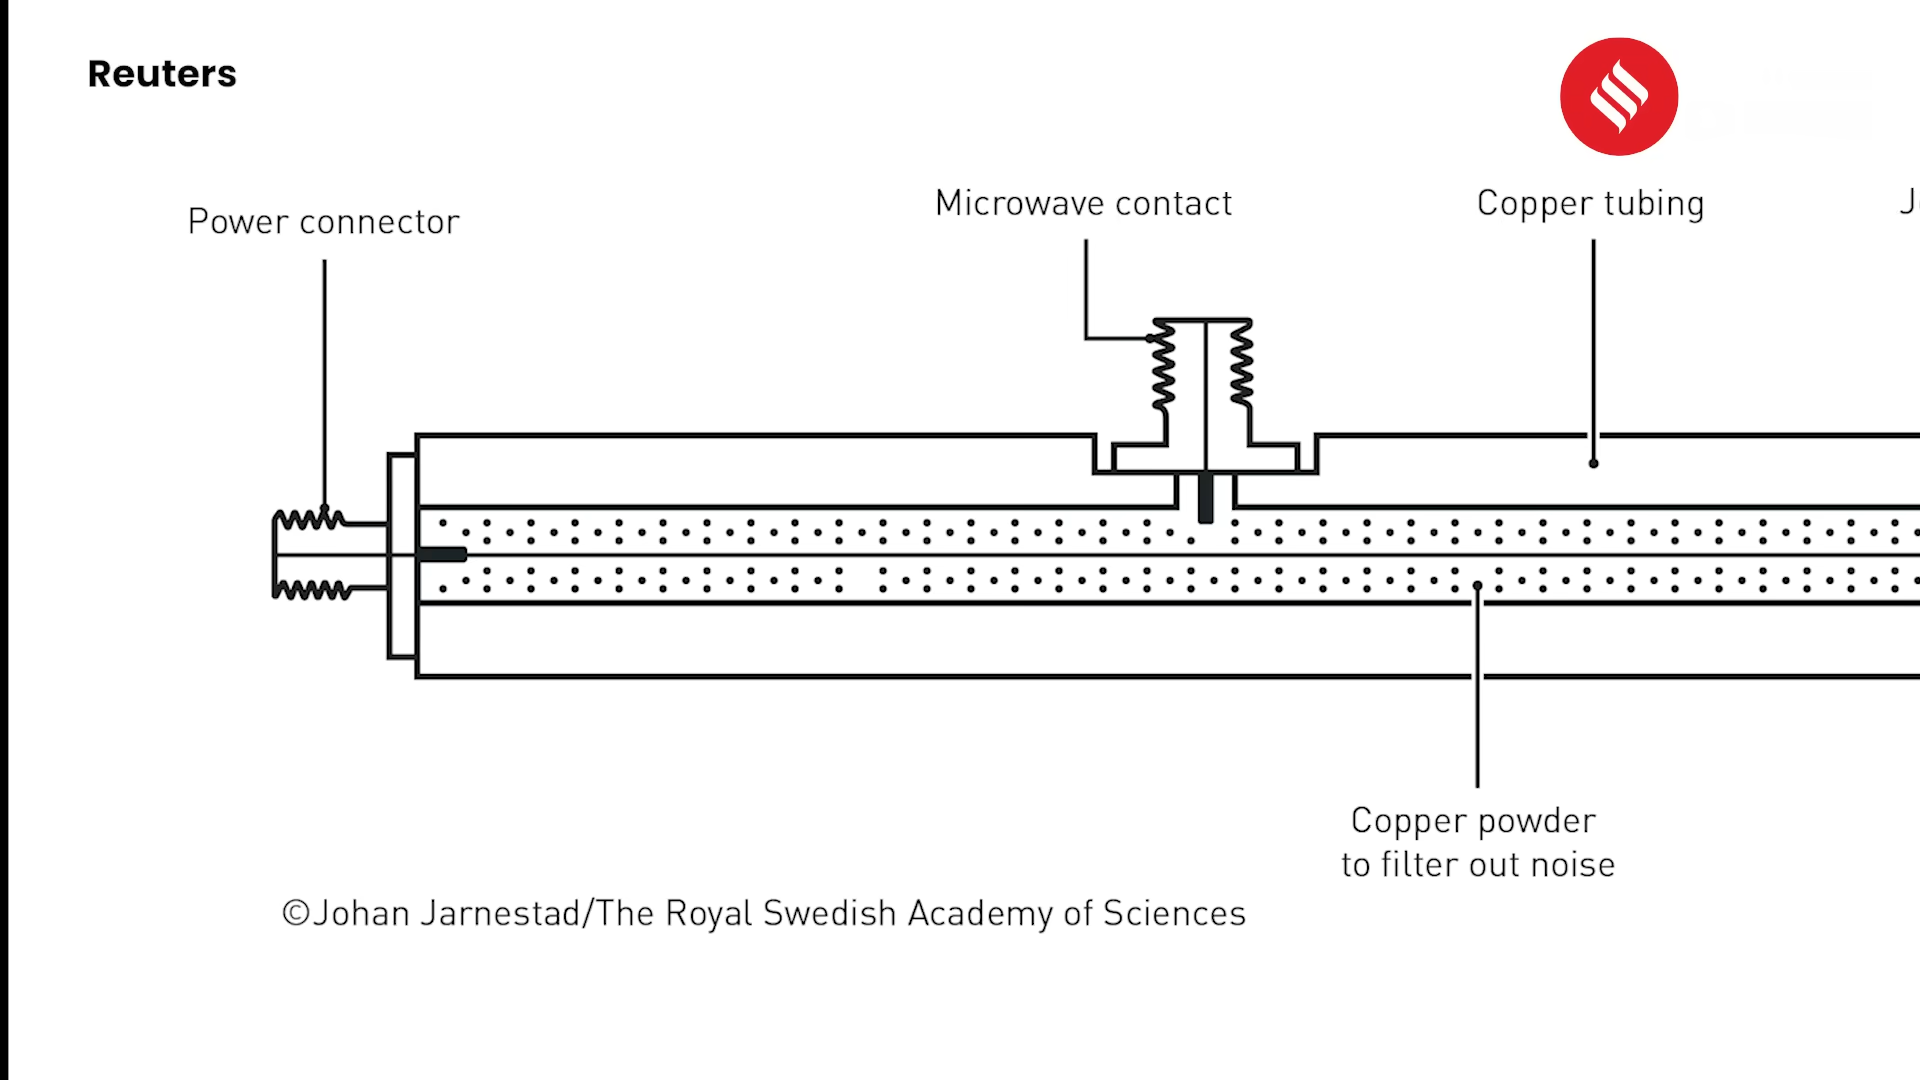 Reuters
Power connector
Microwave contact
Copper tubing
Copper powder
to filter out noise
©Johan Jarnestad/The Royal Swedish Academy of Sciences